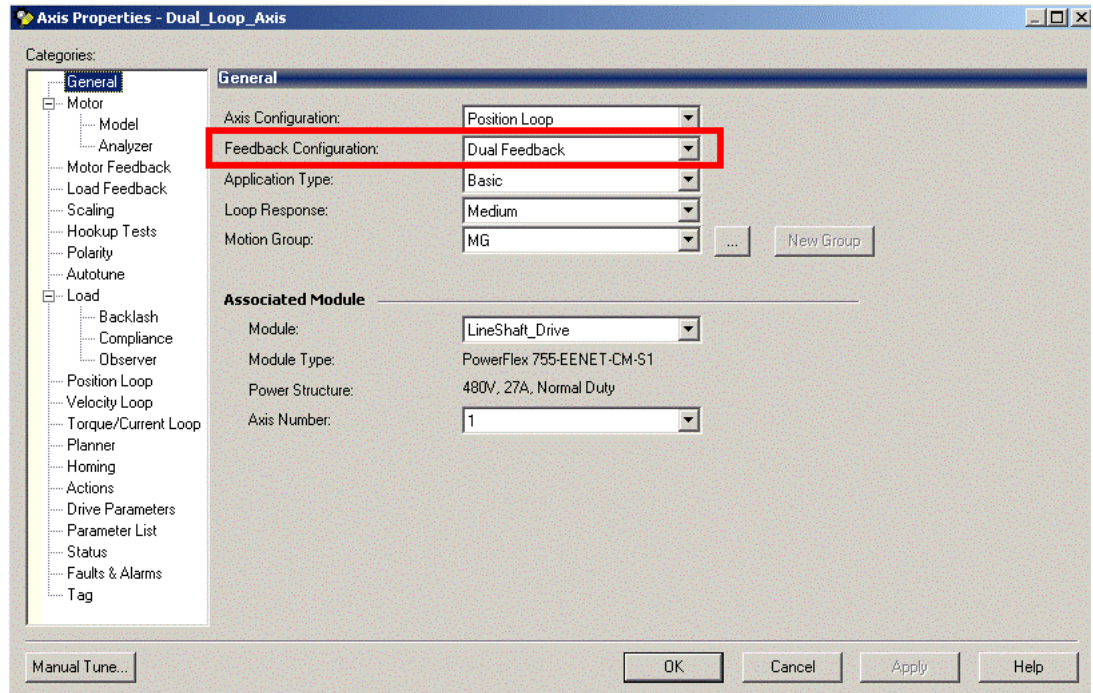 Axis Properties - Dual_Loop_Axis
Categories:
General
Motor
Model
Analyzer
Motor Feedback
Load Feedback
Scaling
Hookup Tests
Polarity
Autotune
Load
Backlash
Compliance
Observer
Position Loop
Velocity Loop
Torque/Current Loop
Planner
Homing
Actions
Drive Parameters
Parameter List
Status
Faults & Alarms
Tag
General
Axis Configuration: Position Loop
Feedback Configuration: Dual Feedback
Application Type: Basic
Loop Response: Medium
Motion Group: MG ... New Group
Associated Module
Module: LineShaft_Drive
Module Type: PowerFlex 755-EENET-CM-S1
Power Structure: 480V, 27A, Normal Duty
Axis Number: 1
Manual Tune... OK Cancel Apply Help